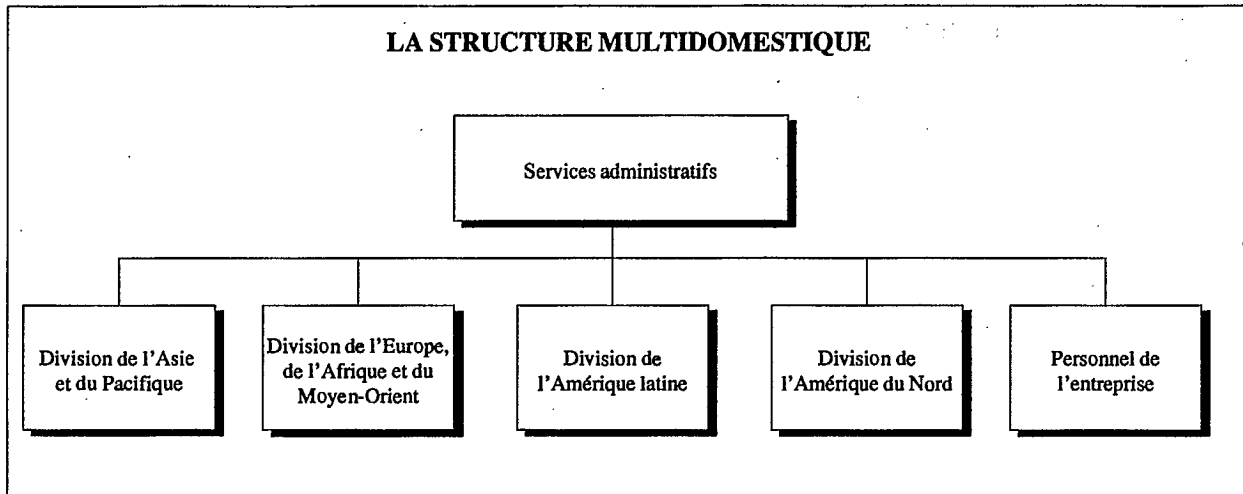 LA STRUCTURE MULTIDOMESTIQUE
Services administratifs
Division de l'Asie
et du Pacifique
Division de l'Europe,
de l'Afrique et du
Moyen-Orient
Division de
l'Amérique latine
Division de
l'Amérique du Nord
Personnel de
l'entreprise